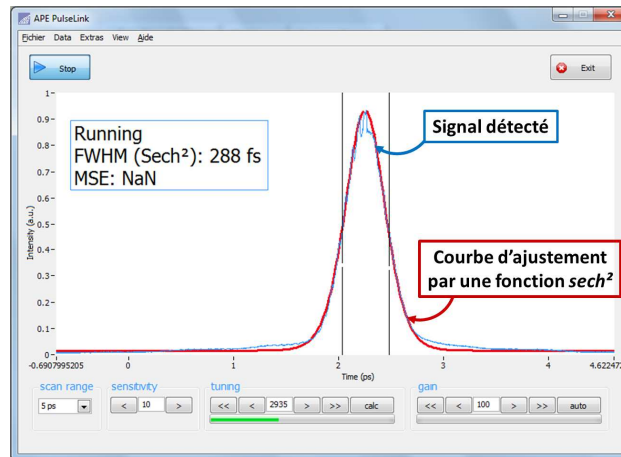 APE PulseLink
Fichier Data Extras View Aide
Stop
Exit
Running
FWHM (Sech²): 288 fs
MSE: NaN
Signal détecté
Courbe d'ajustement
par une fonction sech²
Intensity (a.u.)
1
0.9
0.8
0.7
0.6
0.5
0.4
0.3
0.2
0.1
0
-0.6907995205 0 1 2 3 4 4.622472
Time (ps)
scan range sensitivity tuning gain
5 ps < 10 > << < 2935 > >> calc << < 100 > >> auto